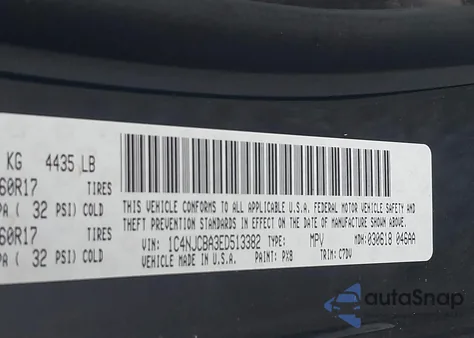 KG 4435 LB
60R17 TIRES
PA ( 32 PSI) COLD
60R17 TIRES
PA ( 32 PSI) COLD
THIS VEHICLE CONFORMS TO ALL APPLICABLE U.S.A. FEDERAL MOTOR VEHICLE SAFETY AND
THEFT PREVENTION STANDARDS IN EFFECT ON THE DATE OF MANUFACTURE SHOWN ABOVE.
VIN: 1C4NJCBA3ED513382 TYPE: MPV MDH: 030618 046AA
VEHICLE MADE IN U.S.A. PAINT: PX8 TRIM: C7DV
autoSnap